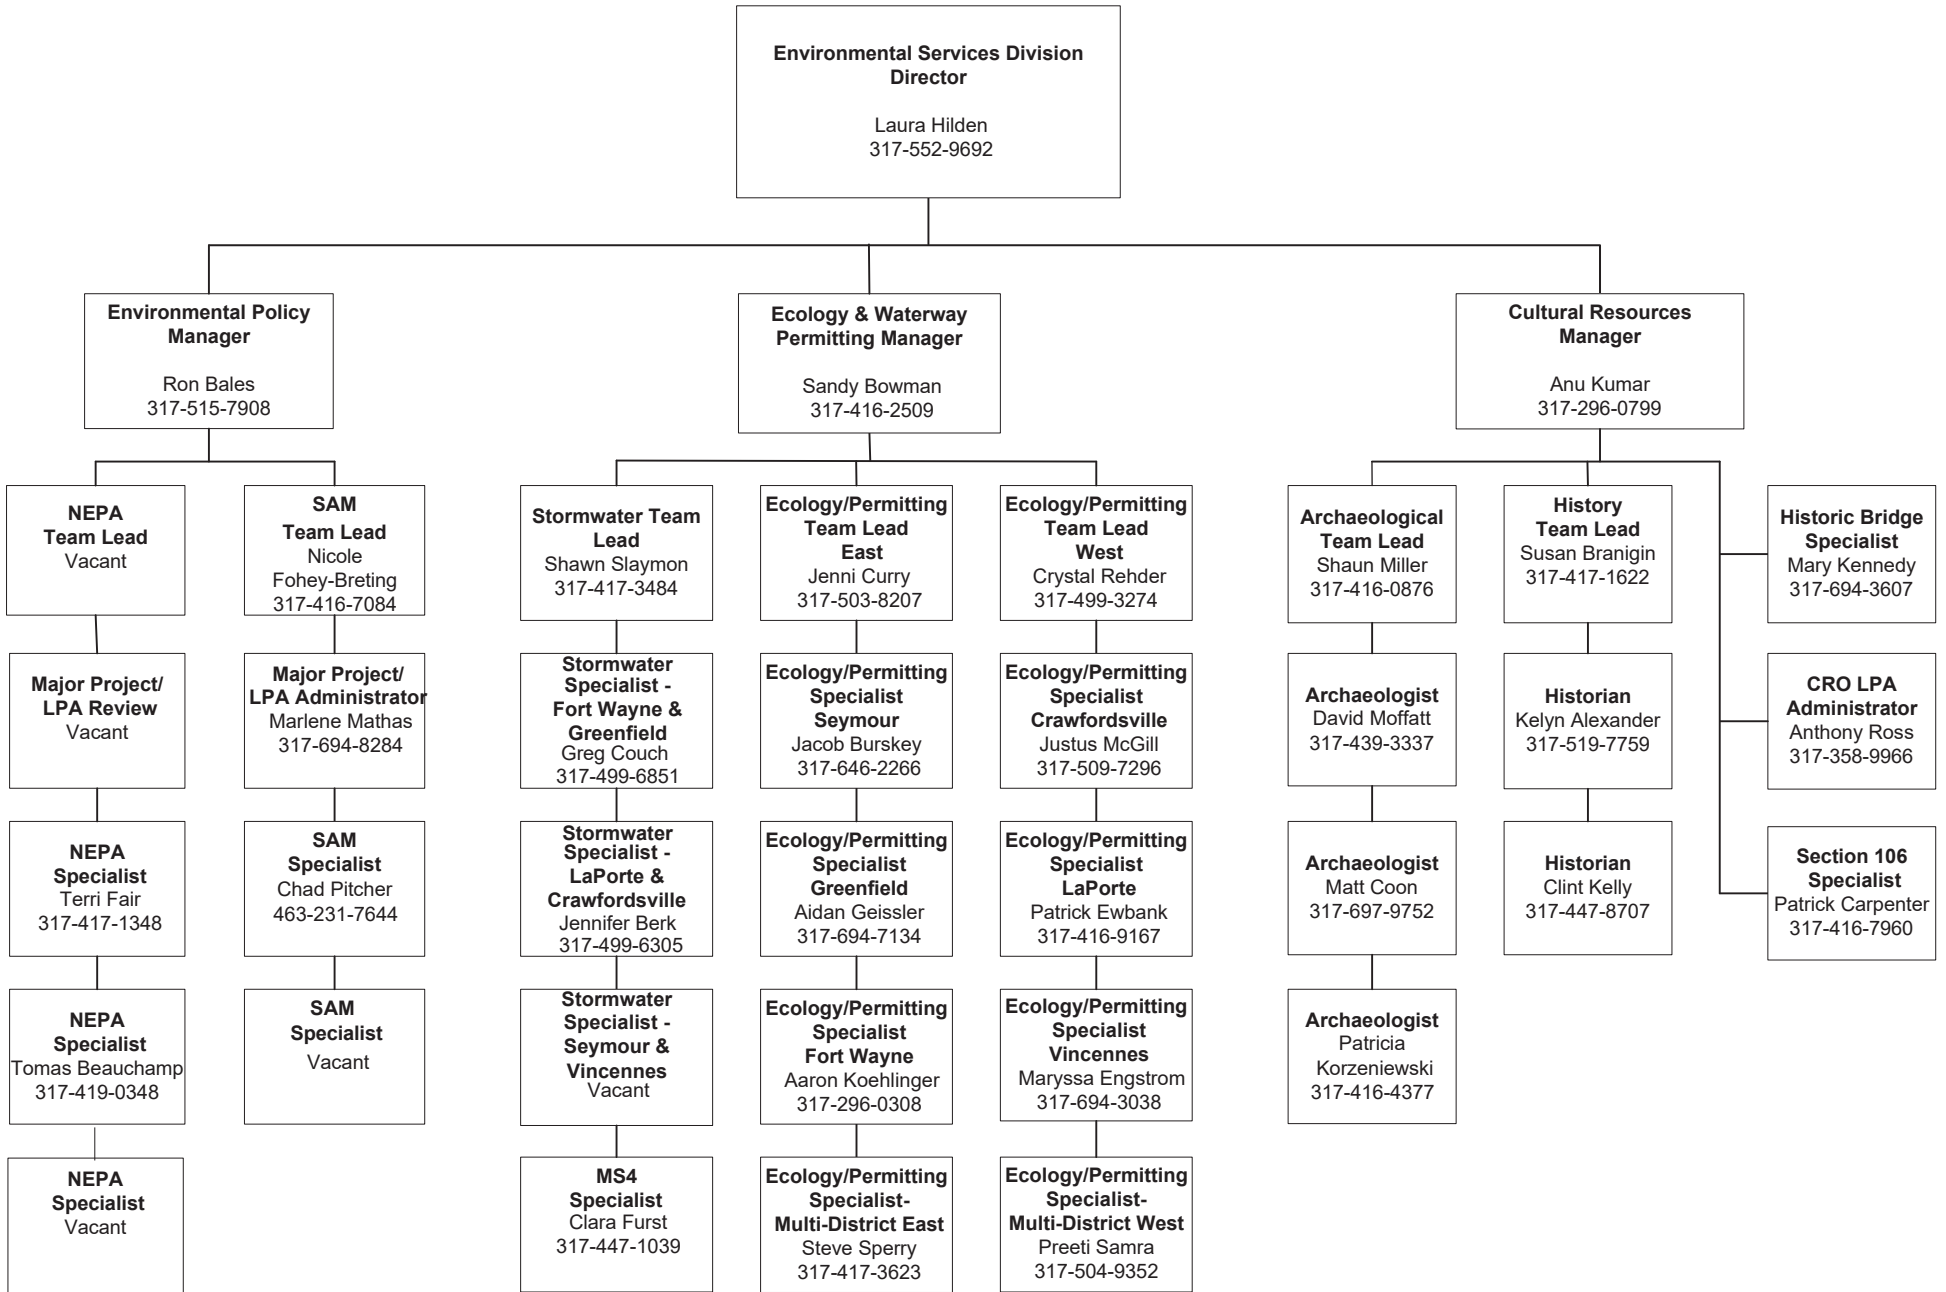 Environmental Services Division
Director
Laura Hilden
317-552-9692
Environmental Policy
Manager
Ron Bales
317-515-7908
Ecology & Waterway
Permitting Manager
Sandy Bowman
317-416-2509
Cultural Resources
Manager
Anu Kumar
317-296-0799
NEPA
Team Lead
Vacant
SAM
Team Lead
Nicole
Fohey-Breting
317-416-7084
Stormwater Team
Lead
Shawn Slaymon
317-417-3484
Ecology/Permitting
Team Lead
East
Jenni Curry
317-503-8207
Ecology/Permitting
Team Lead
West
Crystal Rehder
317-499-3274
Archaeological
Team Lead
Shaun Miller
317-416-0876
History
Team Lead
Susan Branigin
317-417-1622
Historic Bridge
Specialist
Mary Kennedy
317-694-3607
Major Project/
LPA Review
Vacant
Major Project/
LPA Administrator
Marlene Mathas
317-694-8284
Stormwater
Specialist -
Fort Wayne &
Greenfield
Greg Couch
317-499-6851
Ecology/Permitting
Specialist
Seymour
Jacob Burskey
317-646-2266
Ecology/Permitting
Specialist
Crawfordsville
Justus McGill
317-509-7296
Archaeologist
David Moffatt
317-439-3337
Historian
Kelyn Alexander
317-519-7759
CRO LPA
Administrator
Anthony Ross
317-358-9966
NEPA
Specialist
Terri Fair
317-417-1348
SAM
Specialist
Chad Pitcher
463-231-7644
Stormwater
Specialist -
LaPorte &
Crawfordsville
Jennifer Berk
317-499-6305
Ecology/Permitting
Specialist
Greenfield
Aidan Geissler
317-694-7134
Ecology/Permitting
Specialist
LaPorte
Patrick Ewbank
317-416-9167
Archaeologist
Matt Coon
317-697-9752
Historian
Clint Kelly
317-447-8707
Section 106
Specialist
Patrick Carpenter
317-416-7960
NEPA
Specialist
Tomas Beauchamp
317-419-0348
SAM
Specialist
Vacant
Stormwater
Specialist -
Seymour &
Vincennes
Vacant
Ecology/Permitting
Specialist
Fort Wayne
Aaron Koehlinger
317-296-0308
Ecology/Permitting
Specialist
Vincennes
Maryssa Engstrom
317-694-3038
Archaeologist
Patricia
Korzeniewski
317-416-4377
NEPA
Specialist
Vacant
MS4
Specialist
Clara Furst
317-447-1039
Ecology/Permitting
Specialist-
Multi-District East
Steve Sperry
317-417-3623
Ecology/Permitting
Specialist-
Multi-District West
Preeti Samra
317-504-9352